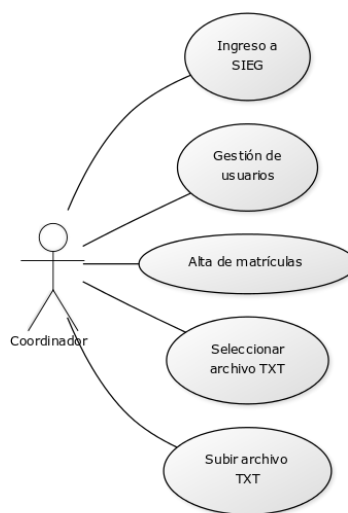 Ingreso a
SIEG
Gestión de
usuarios
Alta de matrículas
Coordinador
Seleccionar
archivo TXT
Subir archivo
TXT